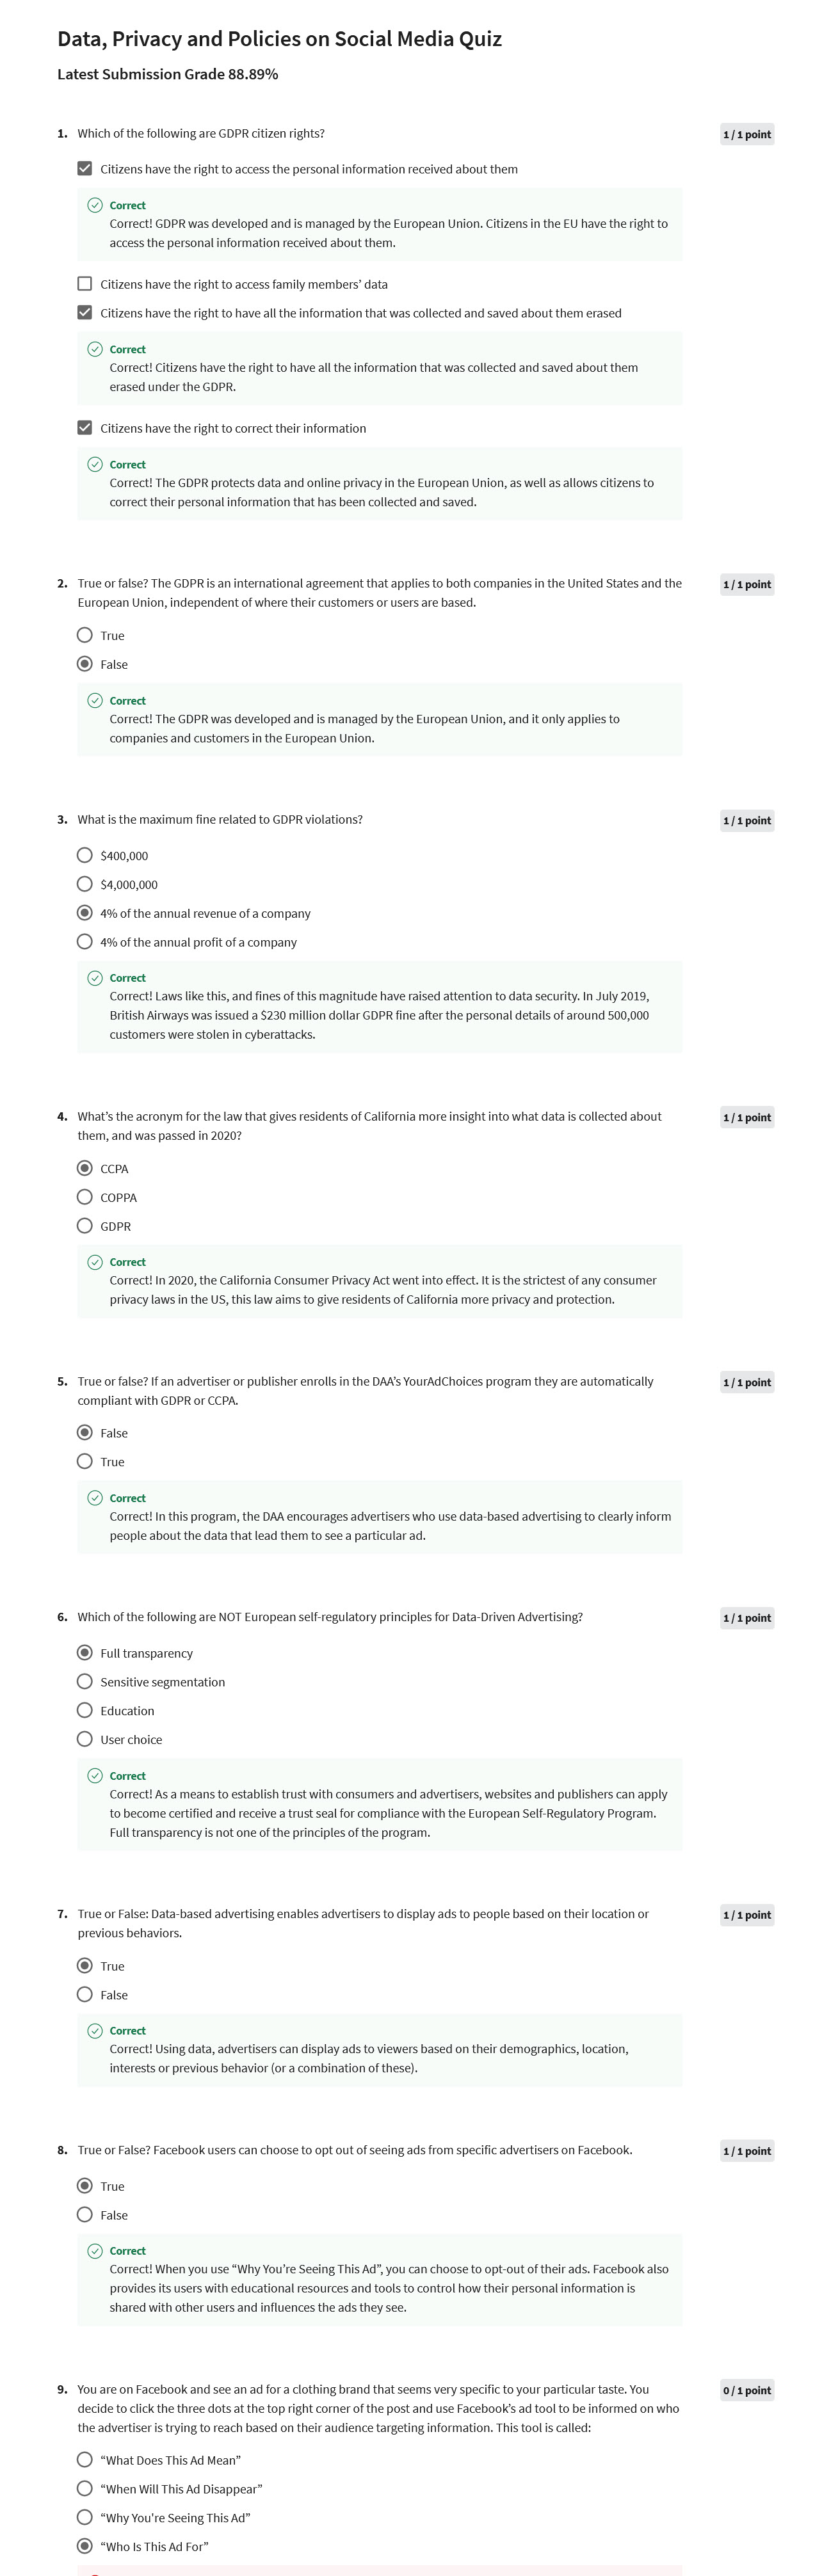 Data, Privacy and Policies on Social Media Quiz
Latest Submission Grade 88.89%
1. Which of the following are GDPR citizen rights? 1 / 1 point
Citizens have the right to access the personal information received about them
Correct
Correct! GDPR was developed and is managed by the European Union. Citizens in the EU have the right to
access the personal information received about them.
Citizens have the right to access family members’ data
Citizens have the right to have all the information that was collected and saved about them erased
Correct
Correct! Citizens have the right to have all the information that was collected and saved about them
erased under the GDPR.
Citizens have the right to correct their information
Correct
Correct! The GDPR protects data and online privacy in the European Union, as well as allows citizens to
correct their personal information that has been collected and saved.
2. True or false? The GDPR is an international agreement that applies to both companies in the United States and the 1 / 1 point
European Union, independent of where their customers or users are based.
True
False
Correct
Correct! The GDPR was developed and is managed by the European Union, and it only applies to
companies and customers in the European Union.
3. What is the maximum fine related to GDPR violations? 1 / 1 point
$400,000
$4,000,000
4% of the annual revenue of a company
4% of the annual profit of a company
Correct
Correct! Laws like this, and fines of this magnitude have raised attention to data security. In July 2019,
British Airways was issued a $230 million dollar GDPR fine after the personal details of around 500,000
customers were stolen in cyberattacks.
4. What’s the acronym for the law that gives residents of California more insight into what data is collected about 1 / 1 point
them, and was passed in 2020?
CCPA
COPPA
GDPR
Correct
Correct! In 2020, the California Consumer Privacy Act went into effect. It is the strictest of any consumer
privacy laws in the US, this law aims to give residents of California more privacy and protection.
5. True or false? If an advertiser or publisher enrolls in the DAA’s YourAdChoices program they are automatically 1 / 1 point
compliant with GDPR or CCPA.
False
True
Correct
Correct! In this program, the DAA encourages advertisers who use data-based advertising to clearly inform
people about the data that lead them to see a particular ad.
6. Which of the following are NOT European self-regulatory principles for Data-Driven Advertising? 1 / 1 point
Full transparency
Sensitive segmentation
Education
User choice
Correct
Correct! As a means to establish trust with consumers and advertisers, websites and publishers can apply
to become certified and receive a trust seal for compliance with the European Self-Regulatory Program.
Full transparency is not one of the principles of the program.
7. True or False: Data-based advertising enables advertisers to display ads to people based on their location or 1 / 1 point
previous behaviors.
True
False
Correct
Correct! Using data, advertisers can display ads to viewers based on their demographics, location,
interests or previous behavior (or a combination of these).
8. True or False? Facebook users can choose to opt out of seeing ads from specific advertisers on Facebook. 1 / 1 point
True
False
Correct
Correct! When you use “Why You’re Seeing This Ad”, you can choose to opt-out of their ads. Facebook also
provides its users with educational resources and tools to control how their personal information is
shared with other users and influences the ads they see.
9. You are on Facebook and see an ad for a clothing brand that seems very specific to your particular taste. You 0 / 1 point
decide to click the three dots at the top right corner of the post and use Facebook’s ad tool to be informed on who
the advertiser is trying to reach based on their audience targeting information. This tool is called:
“What Does This Ad Mean”
“When Will This Ad Disappear”
“Why You're Seeing This Ad”
“Who Is This Ad For”